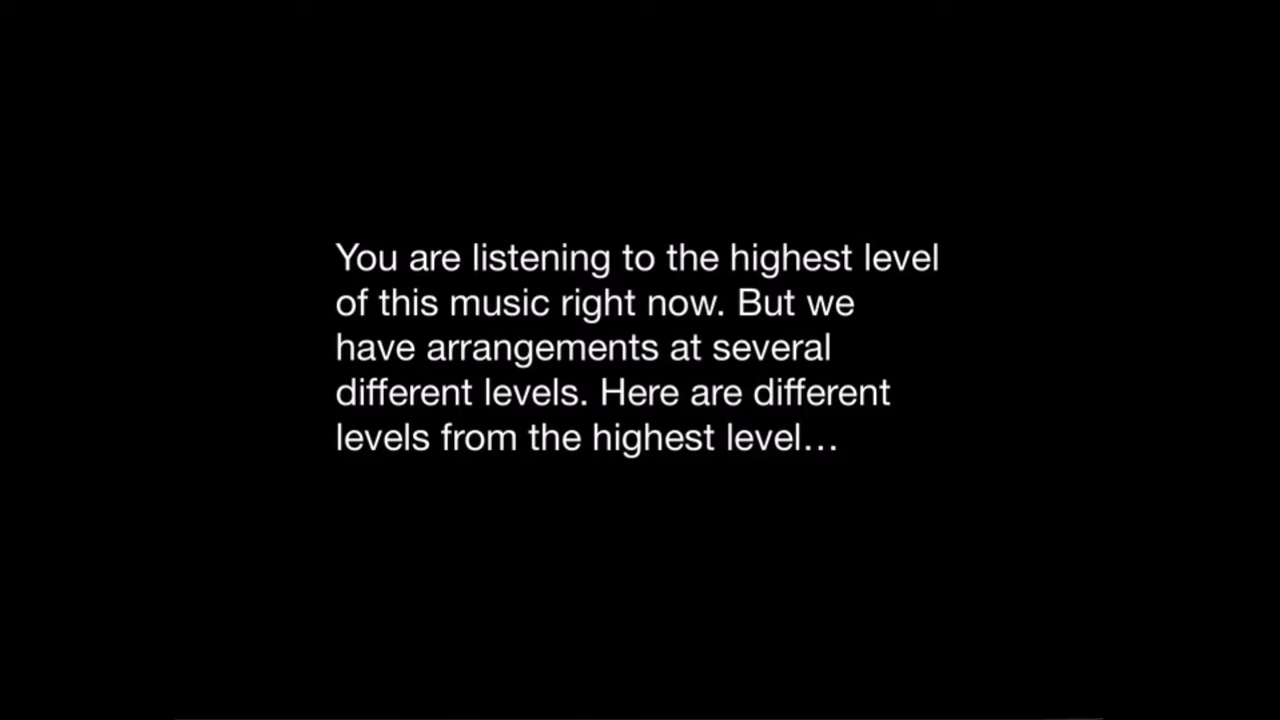 You are listening to the highest level
of this music right now. But we
have arrangements at several
different levels. Here are different
levels from the highest level…